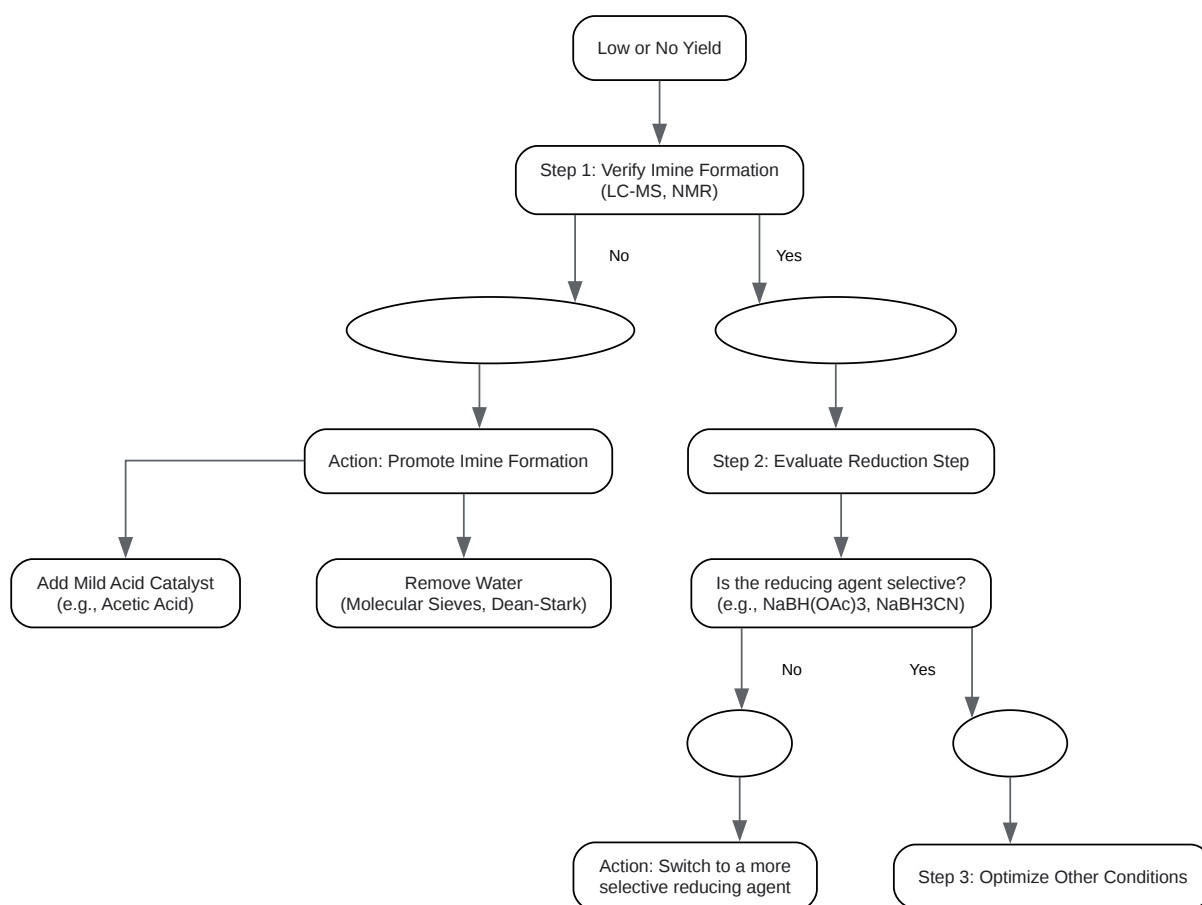 Low or No Yield
Step 1: Verify Imine Formation
(LC-MS, NMR)
No
Yes
Action: Promote Imine Formation
Step 2: Evaluate Reduction Step
Add Mild Acid Catalyst
(e.g., Acetic Acid)
Remove Water
(Molecular Sieves, Dean-Stark)
Is the reducing agent selective?
(e.g., NaBH(OAc)3, NaBH3CN)
No
Yes
Action: Switch to a more
selective reducing agent
Step 3: Optimize Other Conditions